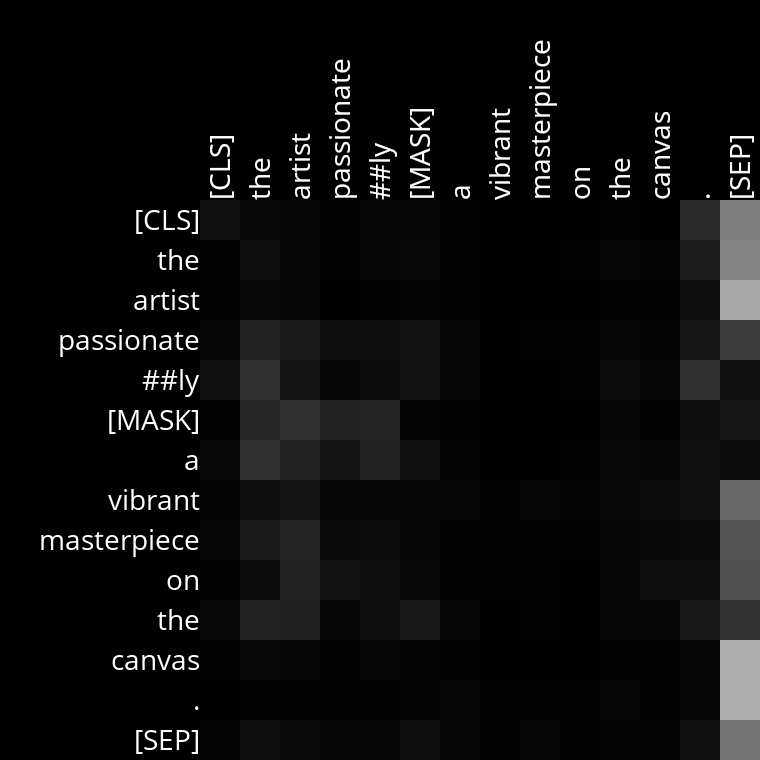 [CLS] the artist passionate ##ly [MASK] a vibrant masterpiece on the canvas . [SEP]
[CLS]
the
artist
passionate
##ly
[MASK]
a
vibrant
masterpiece
on
the
canvas
.
[SEP]